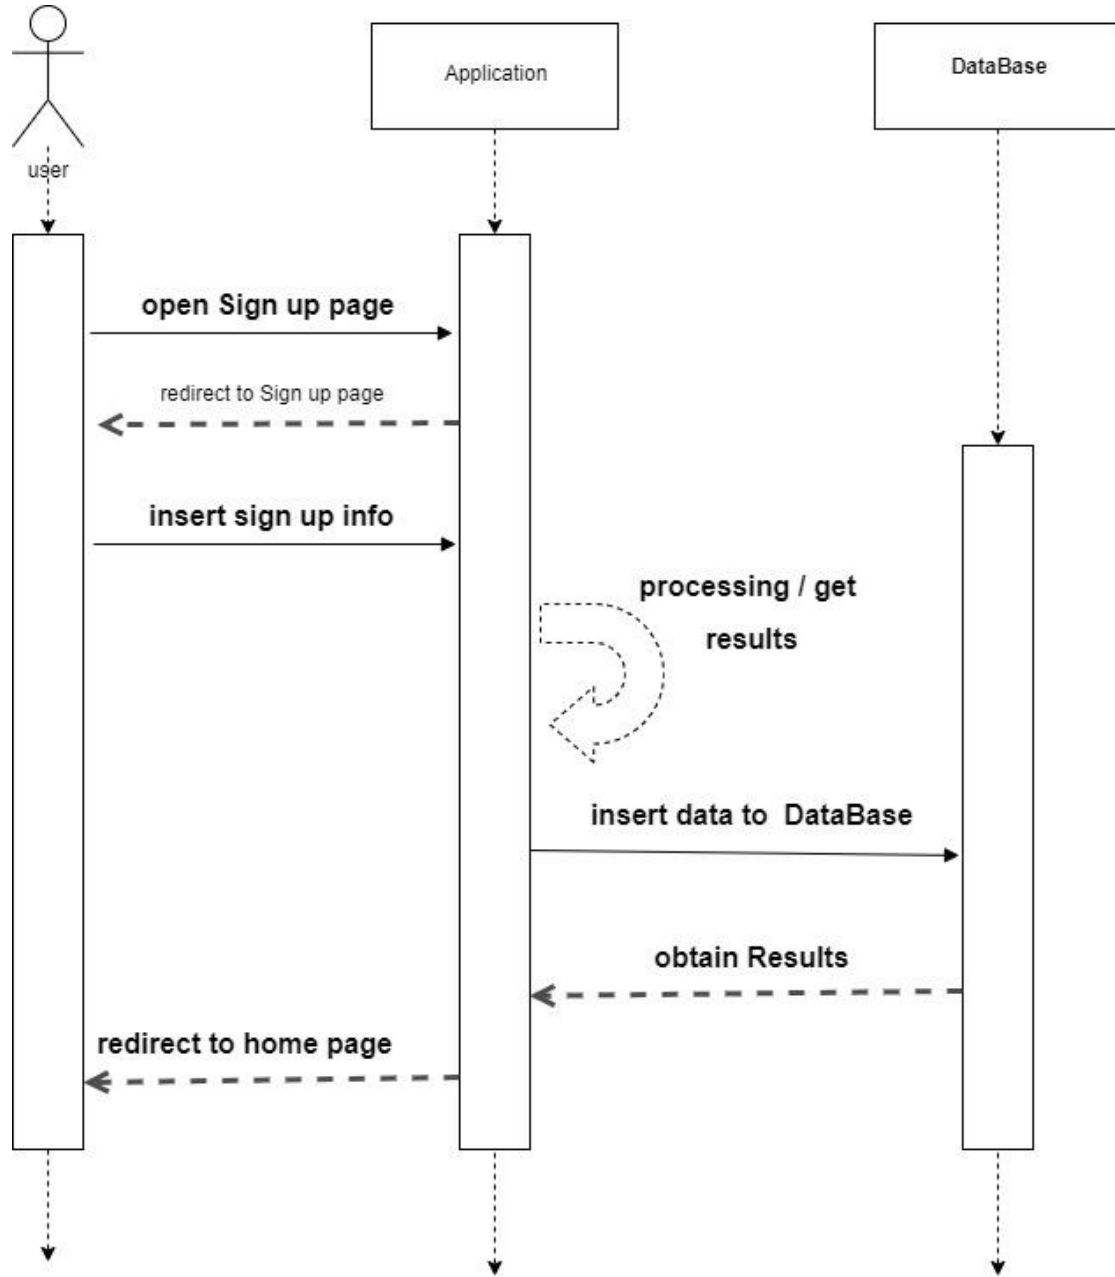 Application
DataBase
user
open Sign up page
redirect to Sign up page
insert sign up info
processing / get
results
insert data to  DataBase
obtain Results
redirect to home page